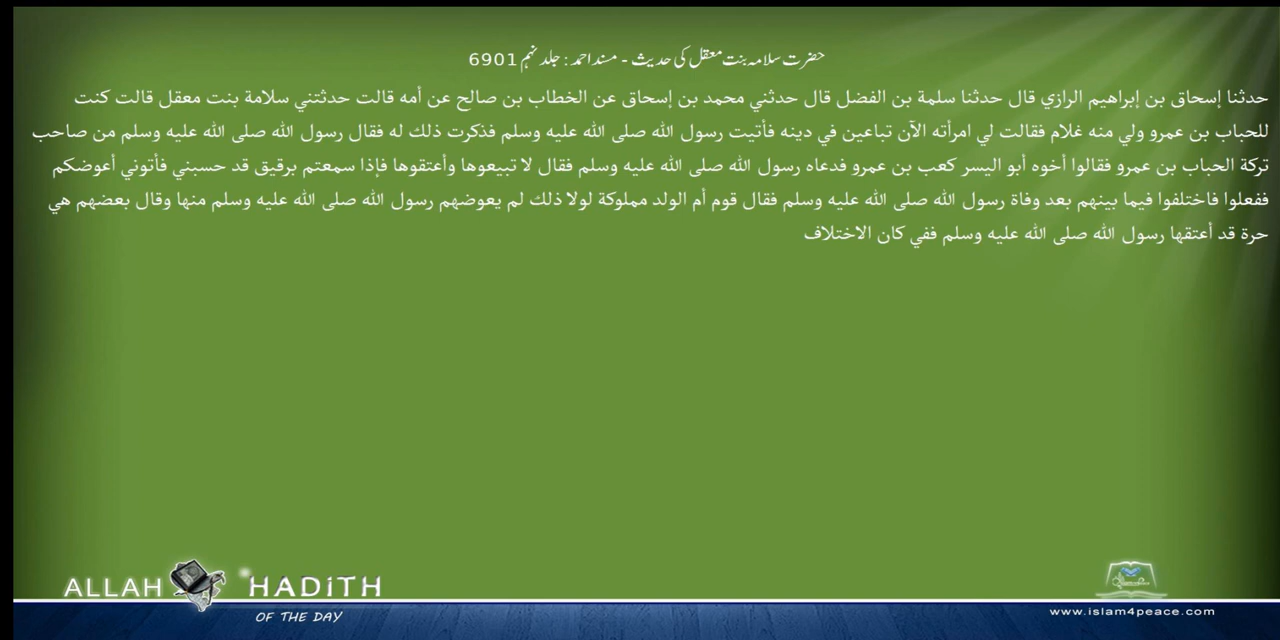 حضرت سلامہ بنت معقل کی حدیث - مسند احمد : جلد نہم 6901
حدثنا إسحاق بن إبراهيم الرازي قال حدثنا سلمة بن الفضل قال حدثني محمد بن إسحاق عن الخطاب بن صالح عن أمه قالت حدثتني سلامة بنت معقل قالت كنت
للحباب بن عمرو ولي منه غلام فقالت لي امرأته الآن تباعين في دينه فأتيت رسول الله صلى الله عليه وسلم فذكرت ذلك له فقال رسول الله صلى الله عليه وسلم من صاحب
تركة الحباب بن عمرو فقالوا أخوه أبو اليسر كعب بن عمرو فدعاه رسول الله صلى الله عليه وسلم فقال لا تبيعوها وأعتقوها فإذا سمعتم برقيق قد حسبني فأتوني أعوضكم
ففعلوا فاختلفوا فيما بينهم بعد وفاة رسول الله صلى الله عليه وسلم فقال قوم أم الولد مملوكة لولا ذلك لم يعوضهم رسول الله صلى الله عليه وسلم منها وقال بعضهم هي
حرة قد أعتقها رسول الله صلى الله عليه وسلم ففي كان الاختلاف
ALLAH HADITH
OF THE DAY
www.islam4peace.com